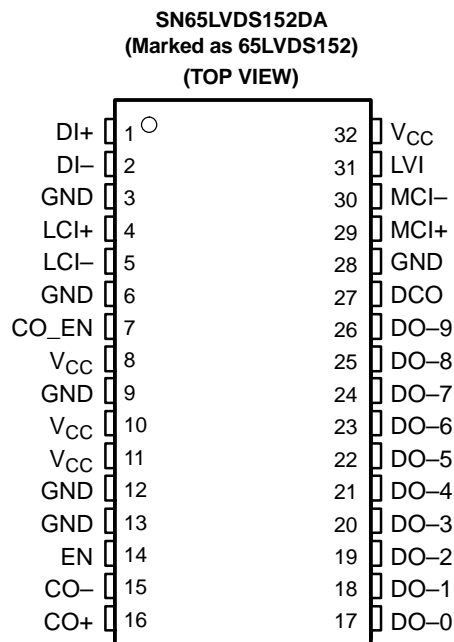 SN65LVDS152DA
(Marked as 65LVDS152)
(TOP VIEW)
DI+ 1 32 VCC
DI– 2 31 LVI
GND 3 30 MCI–
LCI+ 4 29 MCI+
LCI– 5 28 GND
GND 6 27 DCO
CO_EN 7 26 DO–9
VCC 8 25 DO–8
GND 9 24 DO–7
VCC 10 23 DO–6
VCC 11 22 DO–5
GND 12 21 DO–4
GND 13 20 DO–3
EN 14 19 DO–2
CO– 15 18 DO–1
CO+ 16 17 DO–0